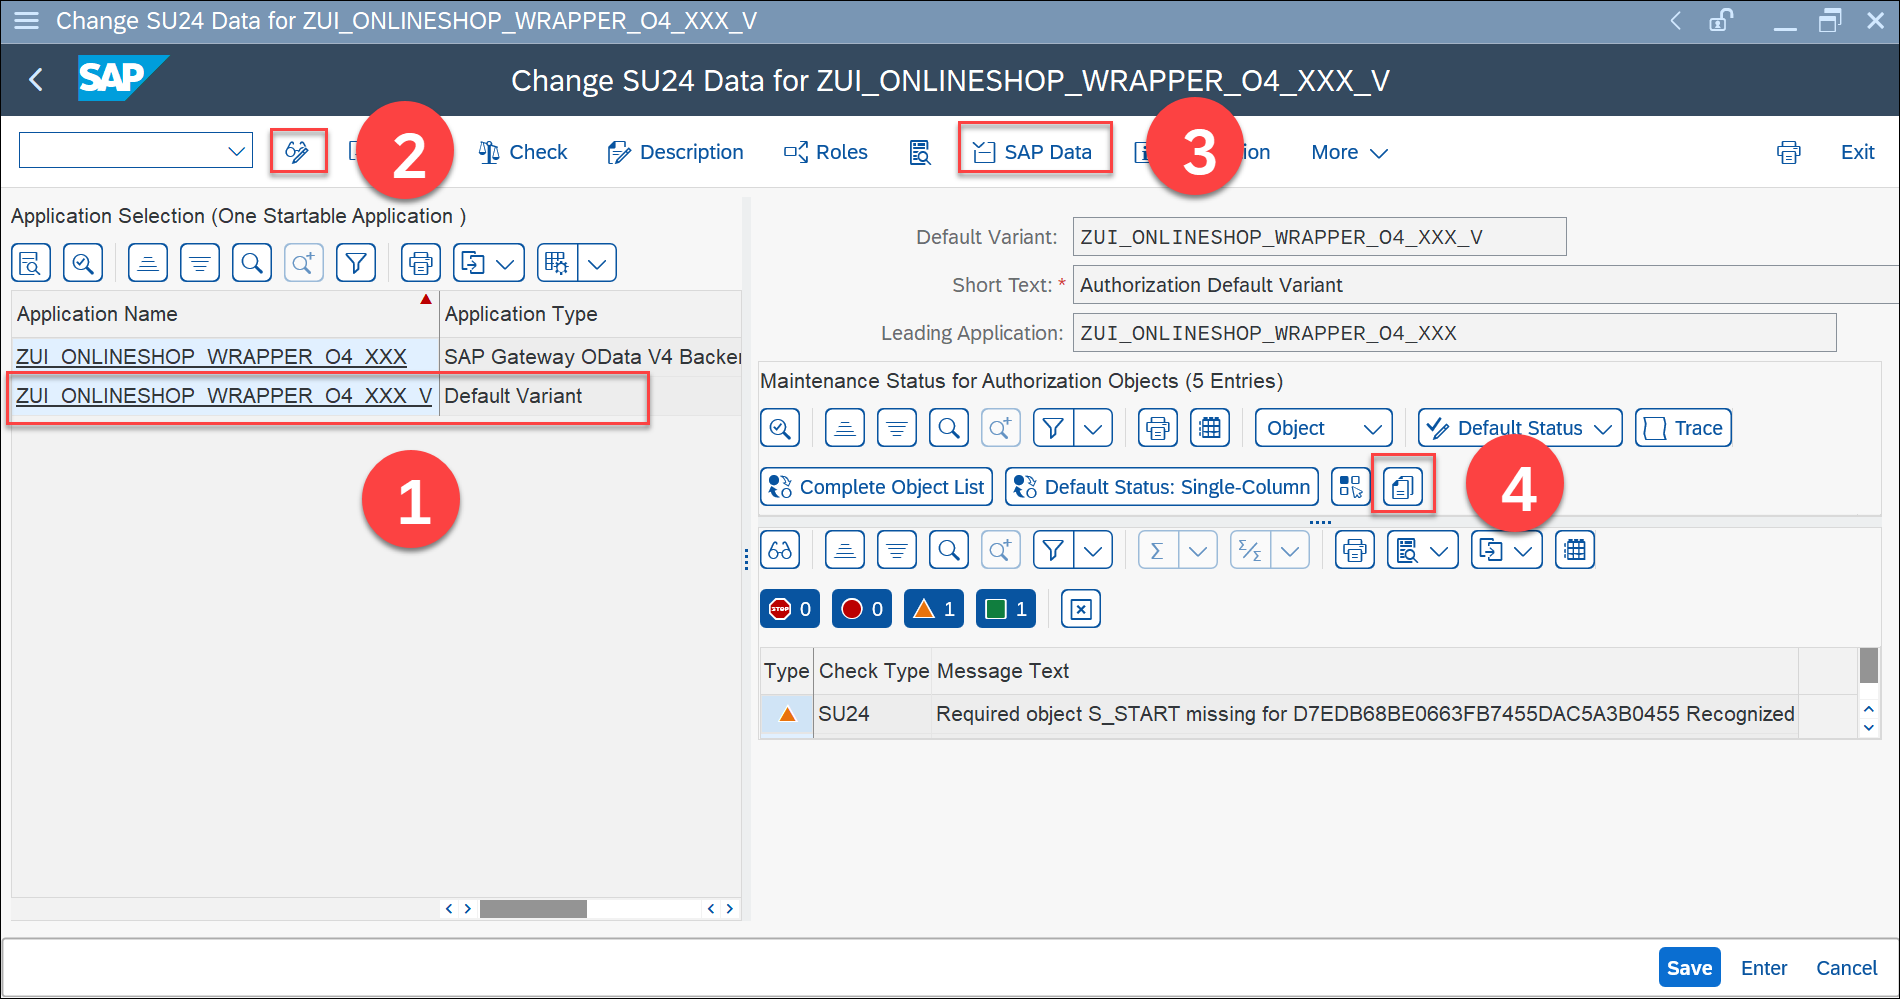 Change SU24 Data for ZUI_ONLINESHOP_WRAPPER_O4_XXX_V
SAP
Change SU24 Data for ZUI_ONLINESHOP_WRAPPER_O4_XXX_V
2
Check
Description
Roles
SAP Data
3
ion
More
Exit
Application Selection (One Startable Application )
Application Name Application Type
ZUI_ONLINESHOP_WRAPPER_O4_XXX SAP Gateway OData V4 Backen
ZUI_ONLINESHOP_WRAPPER_O4_XXX_V Default Variant
1
Default Variant: ZUI_ONLINESHOP_WRAPPER_O4_XXX_V
Short Text: * Authorization Default Variant
Leading Application: ZUI_ONLINESHOP_WRAPPER_O4_XXX
Maintenance Status for Authorization Objects (5 Entries)
Object
Default Status
Trace
Complete Object List
Default Status: Single-Column
4
STOP 0
0
1
1
Type Check Type Message Text
SU24 Required object S_START missing for D7EDB68BE0663FB7455DAC5A3B0455 Recognized
Save
Enter
Cancel